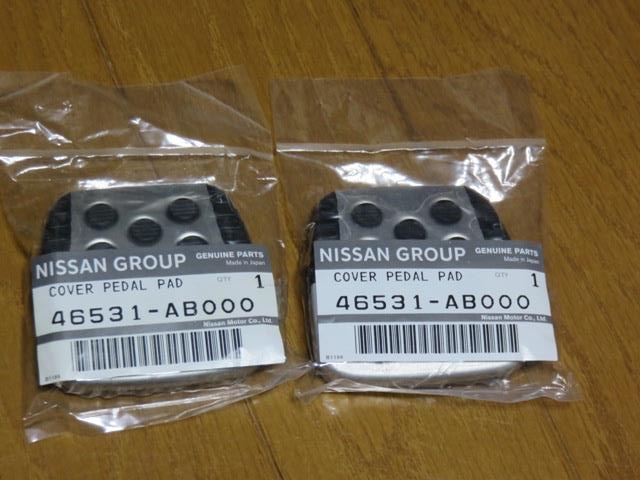 NISSAN GROUP
GENUINE PARTS
Made in Japan
COVER PEDAL PAD
QTY 1
46531-AB000
Nissan Motor Co., Ltd.
NISSAN GROUP
GENUINE PARTS
Made in Japan
COVER PEDAL PAD
QTY 1
46531-AB000
Nissan Motor Co., Ltd.